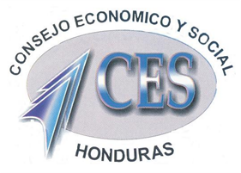 CONSEJO ECONOMICO Y SOCIAL
CES
HONDURAS